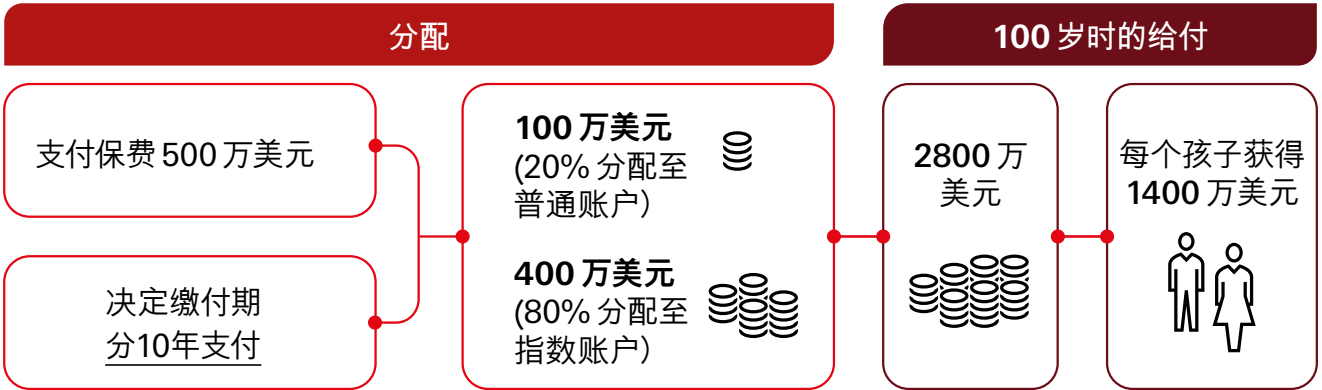 分配
100 岁时的给付
支付保费 500 万美元
决定缴付期
分10年支付
100 万美元
(20% 分配至
普通账户）
400 万美元
(80% 分配至
指数账户）
2800 万
美元
每个孩子获得
1400 万美元